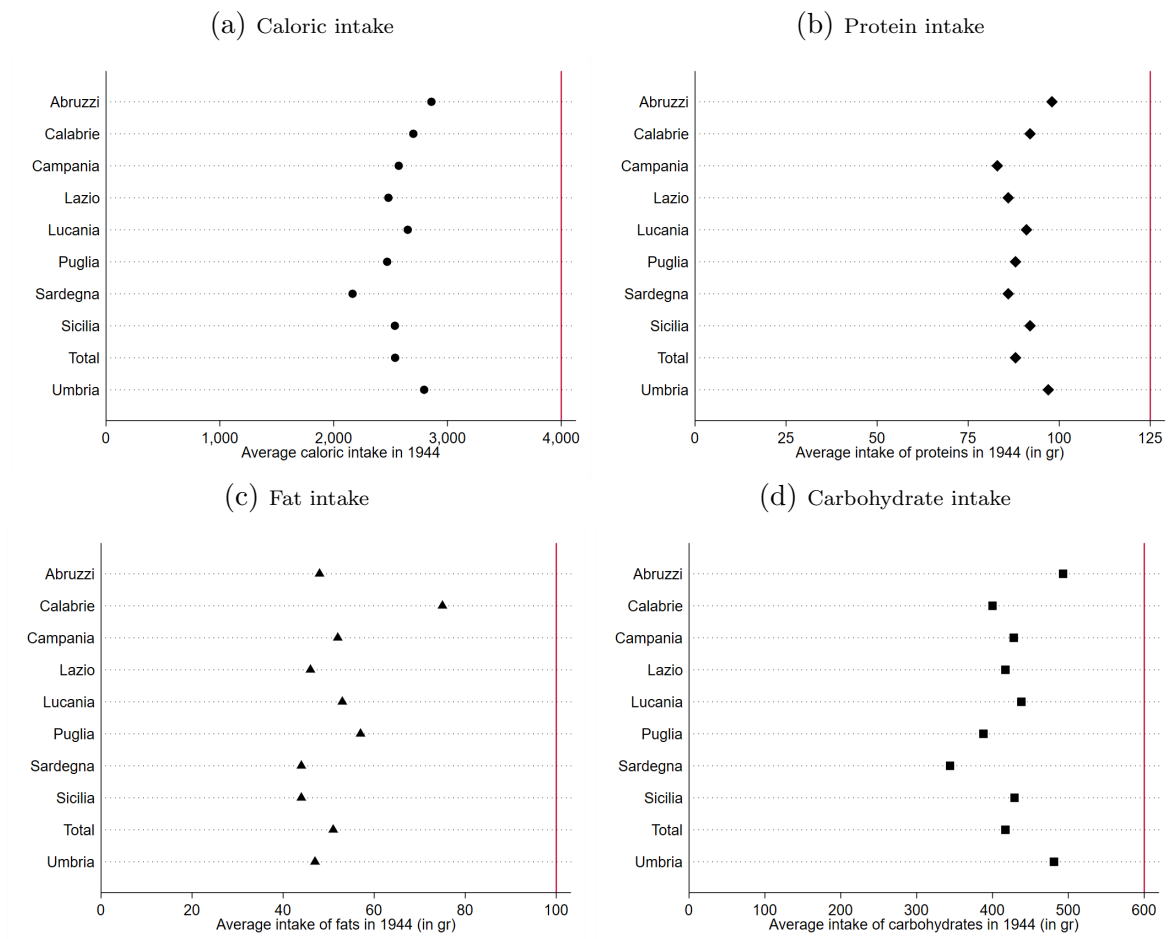 (a) Caloric intake
Abruzzi
Calabrie
Campania
Lazio
Lucania
Puglia
Sardegna
Sicilia
Total
Umbria
0 1,000 2,000 3,000 4,000
Average caloric intake in 1944
(b) Protein intake
Abruzzi
Calabrie
Campania
Lazio
Lucania
Puglia
Sardegna
Sicilia
Total
Umbria
0 25 50 75 100 125
Average intake of proteins in 1944 (in gr)
(c) Fat intake
Abruzzi
Calabrie
Campania
Lazio
Lucania
Puglia
Sardegna
Sicilia
Total
Umbria
0 20 40 60 80 100
Average intake of fats in 1944 (in gr)
(d) Carbohydrate intake
Abruzzi
Calabrie
Campania
Lazio
Lucania
Puglia
Sardegna
Sicilia
Total
Umbria
0 100 200 300 400 500 600
Average intake of carbohydrates in 1944 (in gr)